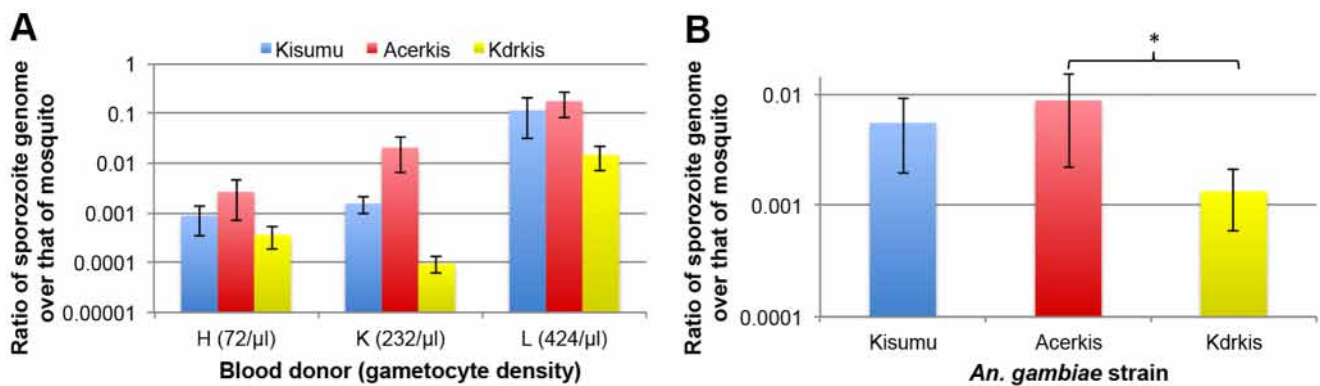 A
Kisumu Acerkis Kdrkis
Ratio of sporozoite genome
over that of mosquito
1
0.1
0.01
0.001
0.0001
0.00001
H (72/µl) K (232/µl) L (424/µl)
Blood donor (gametocyte density)
B
*
Ratio of sporozoite genome
over that of mosquito
0.01
0.001
0.0001
Kisumu Acerkis Kdrkis
An. gambiae strain